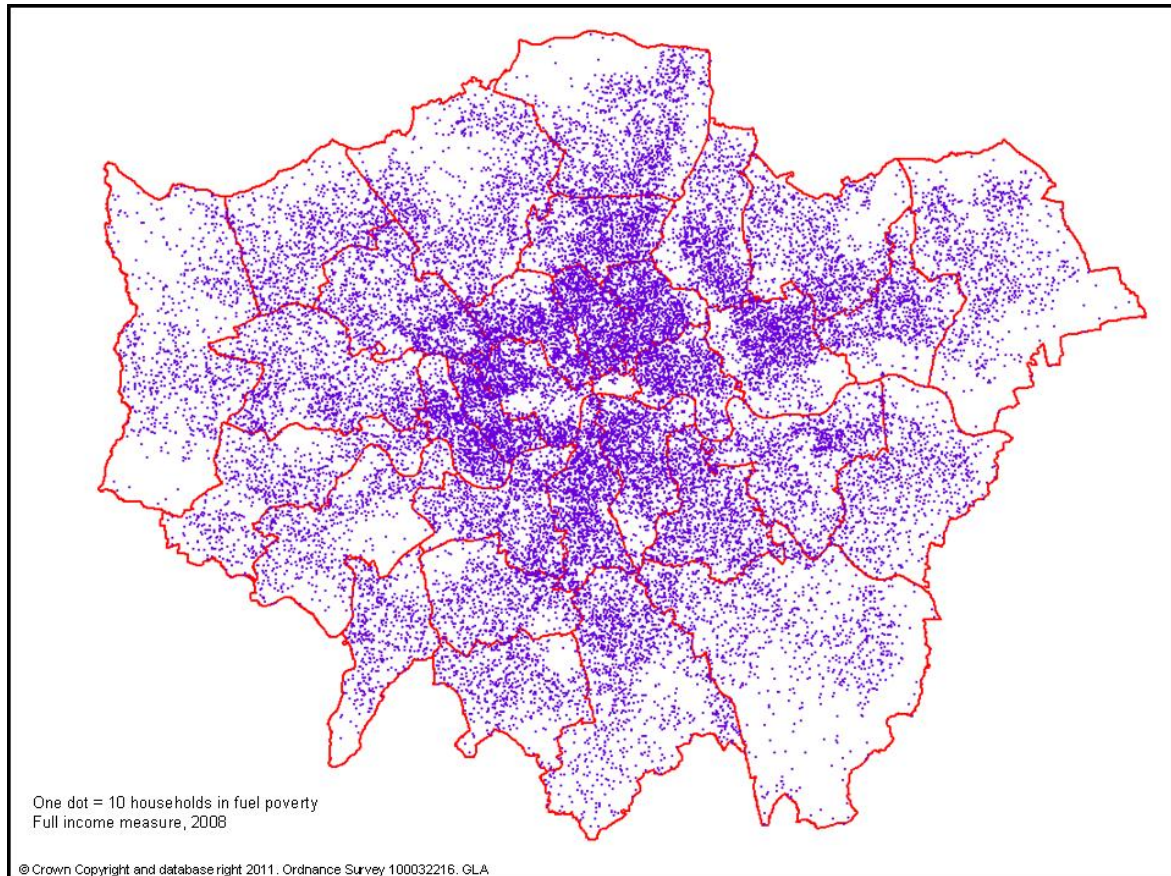 One dot = 10 households in fuel poverty
Full income measure, 2008
© Crown Copyright and database right 2011. Ordnance Survey 100032216. GLA